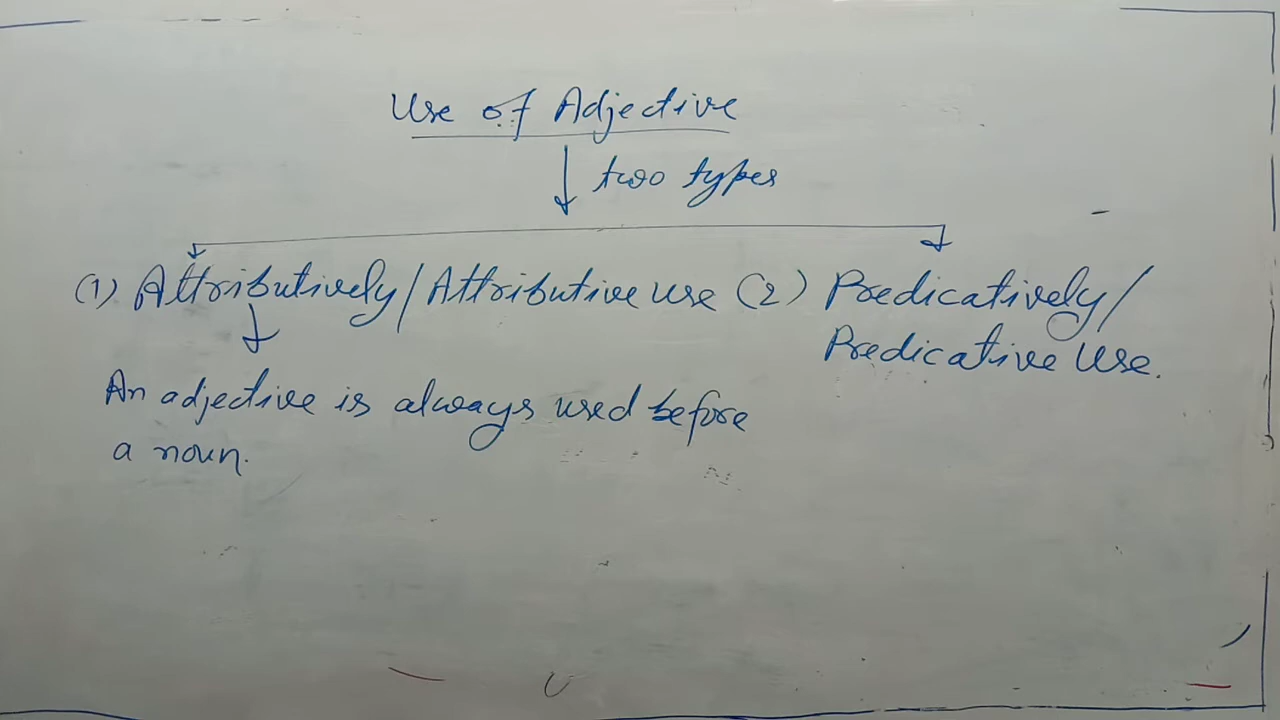 Use of Adjective
two types
(1) Attributively/Attributive use (2) Predicatively/
Predicative Use.
An adjective is always used before
a noun.